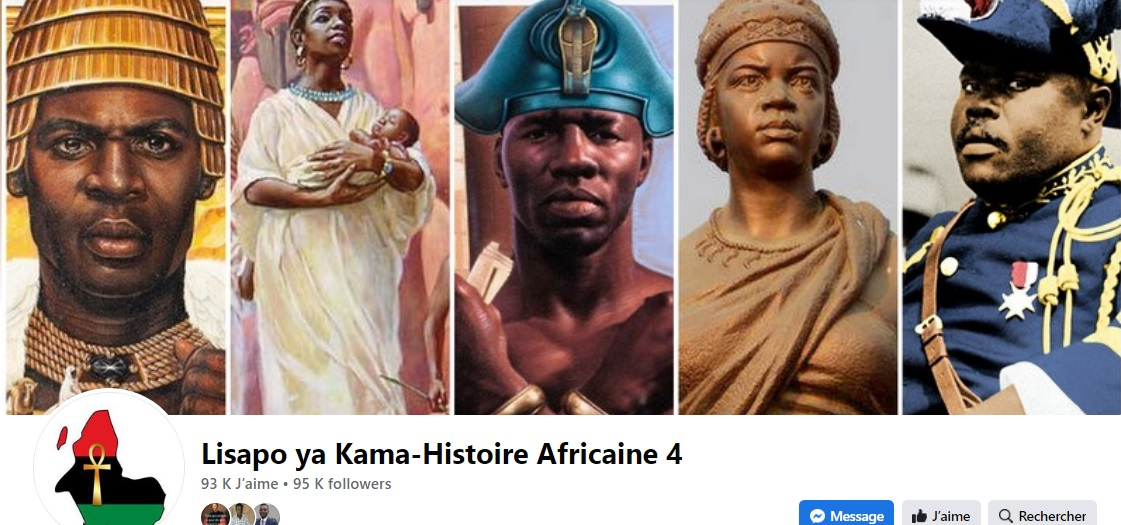 Lisapo ya Kama-Histoire Africaine 4
93 K J’aime • 95 K followers
Message
J’aime
Rechercher